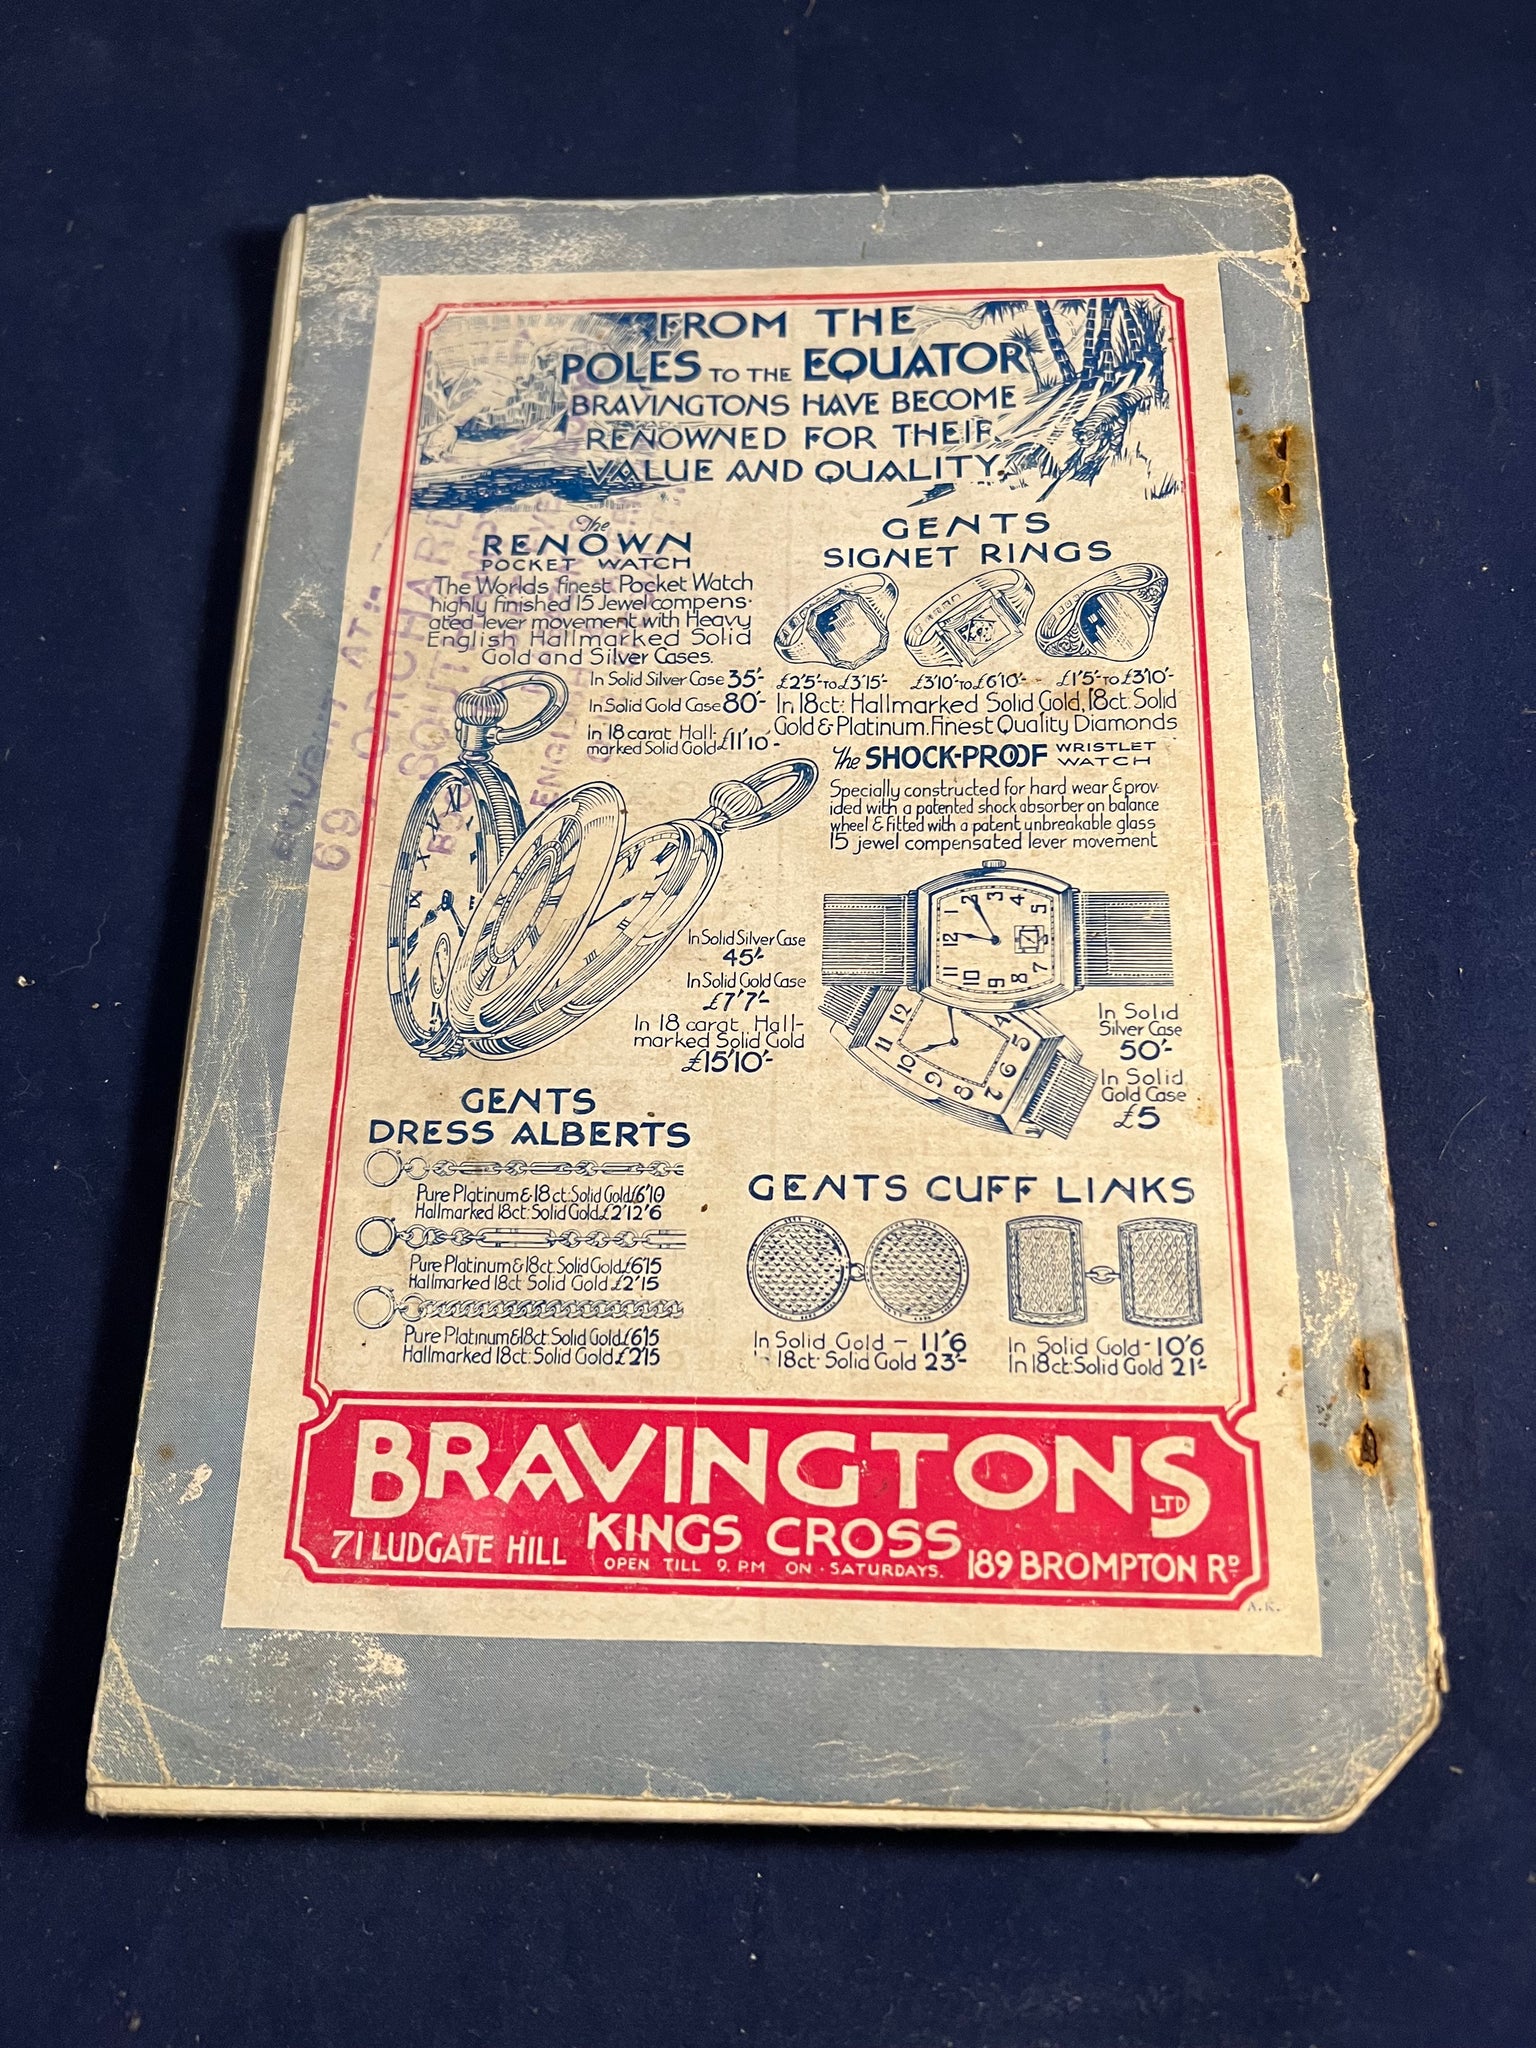 FROM THE
POLES TO THE EQUATOR
BRAVINGTONS HAVE BECOME
RENOWNED FOR THEIR
VALUE AND QUALITY.
The
RENOWN
POCKET WATCH
The Worlds finest Pocket Watch
highly finished 15 Jewel compens-
ated lever movement with Heavy
English Hallmarked Solid
Gold and Silver Cases.
In Solid Silver Case 35'-
In Solid Gold Case 80'-
In 18 carat Hall-
marked Solid Gold £11'10'-
In Solid Silver Case
45'-
In Solid Gold Case
£7'7'-
In 18 carat Hall-
marked Solid Gold
£15'10'-
GENTS
SIGNET RINGS
£2'5'- TO £3'15'- £3'10'- to £6'10'- £1'5'- TO £3'10'-
In 18ct: Hallmarked Solid Gold, 18ct. Solid
Gold & Platinum. Finest Quality Diamonds
The SHOCK-PROOF WRISTLET
WATCH
Specially constructed for hard wear & prov-
ided with a patented shock absorber on balance
wheel & fitted with a patent unbreakable glass
15 jewel compensated lever movement
In Solid
Silver Case
50'-
In Solid
Gold Case
£5
GENTS
DRESS ALBERTS
Pure Platinum & 18ct: Solid Gold £6'10
Hallmarked 18ct: Solid Gold £2'12'6
Pure Platinum & 18ct. Solid Gold £6'15
Hallmarked 18ct Solid Gold £2'15
Pure Platinum & 18ct. Solid Gold £6'15
Hallmarked 18ct: Solid Gold £2'15
GENTS CUFF LINKS
In Solid Gold - 11'6
In 18ct. Solid Gold 23'-
In Solid Gold - 10'6
In 18ct: Solid Gold 21'-
BRAVINGTONS LTD
KINGS CROSS
71 LUDGATE HILL
OPEN TILL 9. PM ON SATURDAYS.
189 BROMPTON RD
A.K.
AT :-
69, ORCHARD